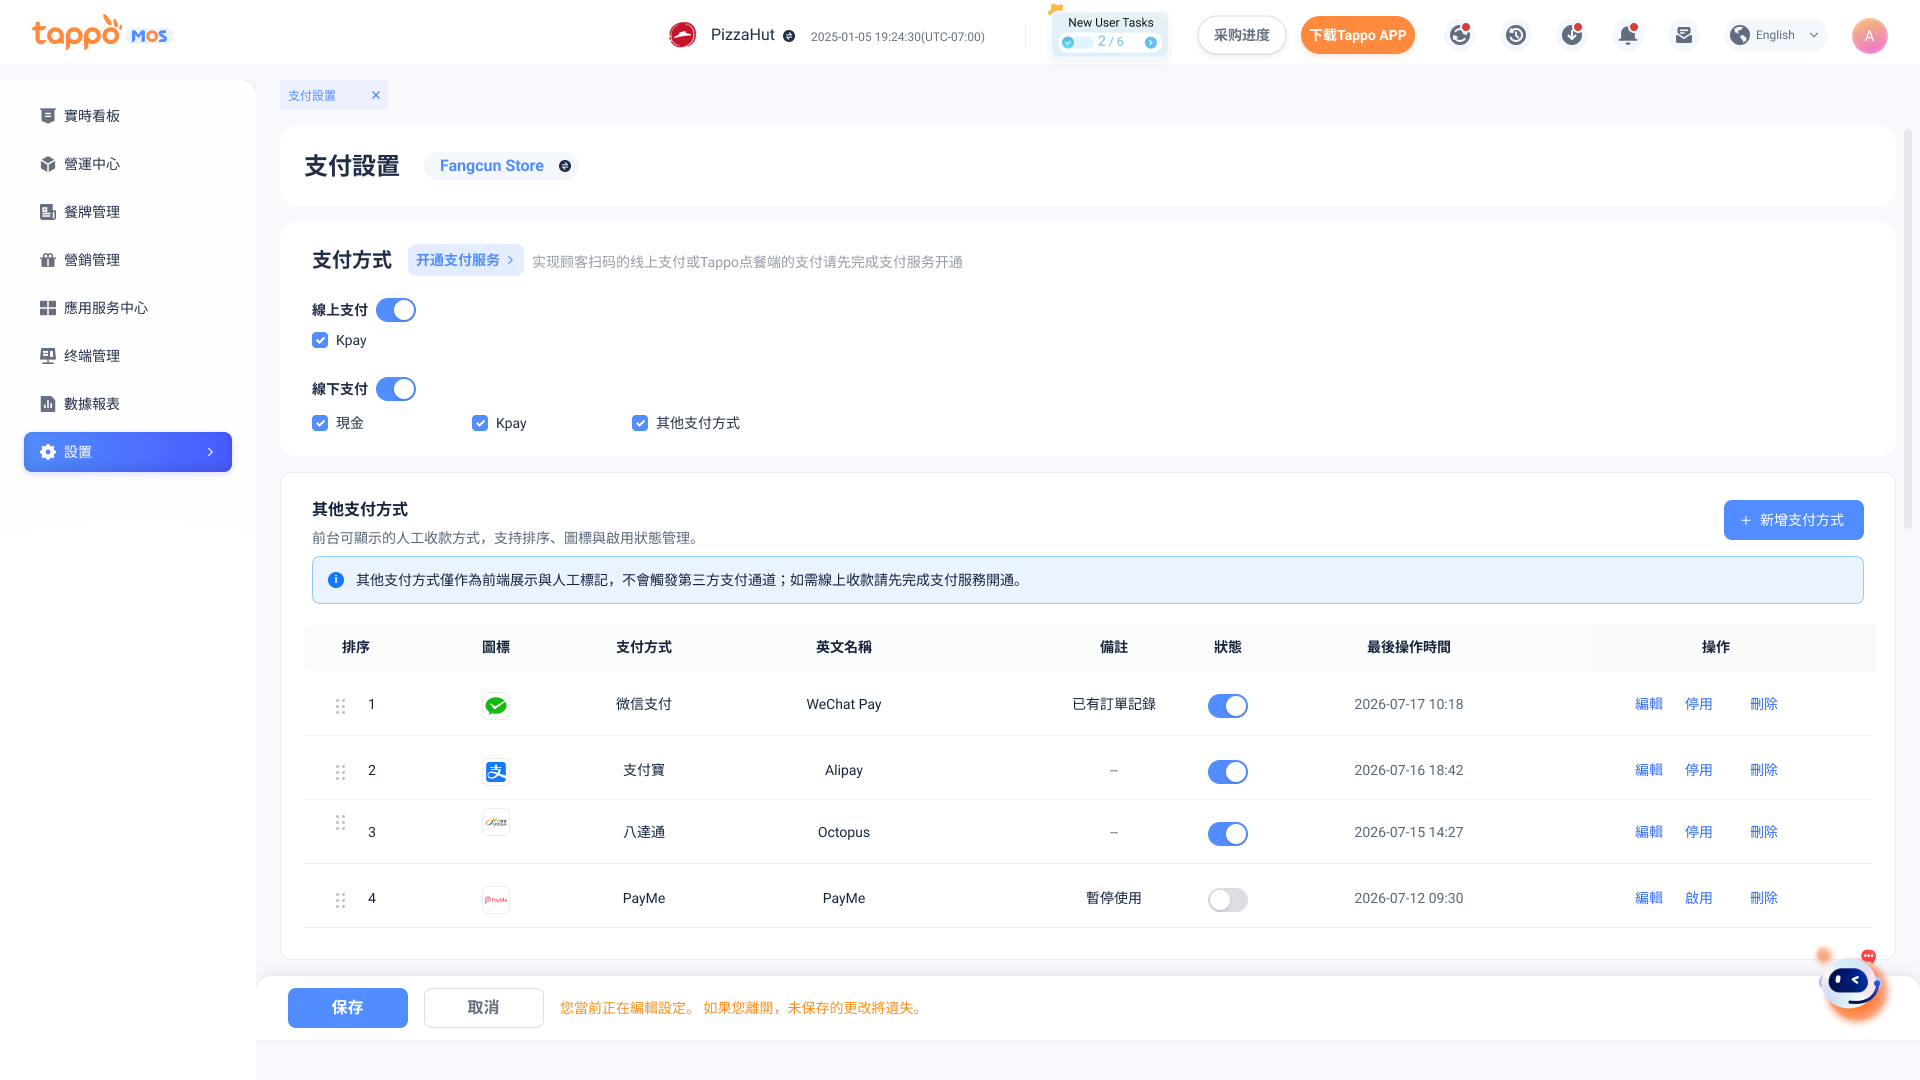 tappo MOS
PizzaHut
2025-01-05 19:24:30(UTC-07:00)
New User Tasks
2 / 6
采购进度
下载Tappo APP
English
A
實時看板
營運中心
餐牌管理
營銷管理
應用服务中心
终端管理
數據報表
設置
支付設置
支付設置
Fangcun Store
支付方式
开通支付服务
实现顾客扫码的线上支付或Tappo点餐端的支付请先完成支付服务开通
線上支付
Kpay
線下支付
現金 Kpay 其他支付方式
其他支付方式
前台可顯示的人工收款方式，支持排序、圖標與啟用狀態管理。
+ 新增支付方式
其他支付方式僅作為前端展示與人工標記，不會觸發第三方支付通道；如需線上收款請先完成支付服務開通。
排序 圖標 支付方式 英文名稱 備註 狀態 最後操作時間 操作
1 微信支付 WeChat Pay 已有訂單記錄 2026-07-17 10:18 編輯 停用 刪除
2 支 支付寶 Alipay -- 2026-07-16 18:42 編輯 停用 刪除
3 八達通 Octopus -- 2026-07-15 14:27 編輯 停用 刪除
4 PayMe PayMe PayMe 暫停使用 2026-07-12 09:30 編輯 啟用 刪除
保存
取消
您當前正在編輯設定。 如果您離開，未保存的更改將遺失。